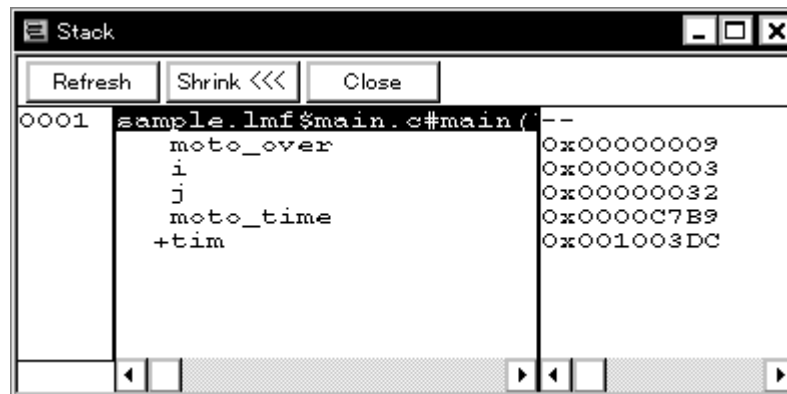 Stack
Refresh Shrink <<< Close
0001 sample.lmf$main.c#main( --
moto_over 0x00000009
i 0x00000003
j 0x00000032
moto_time 0x0000C7B9
+tim 0x001003DC